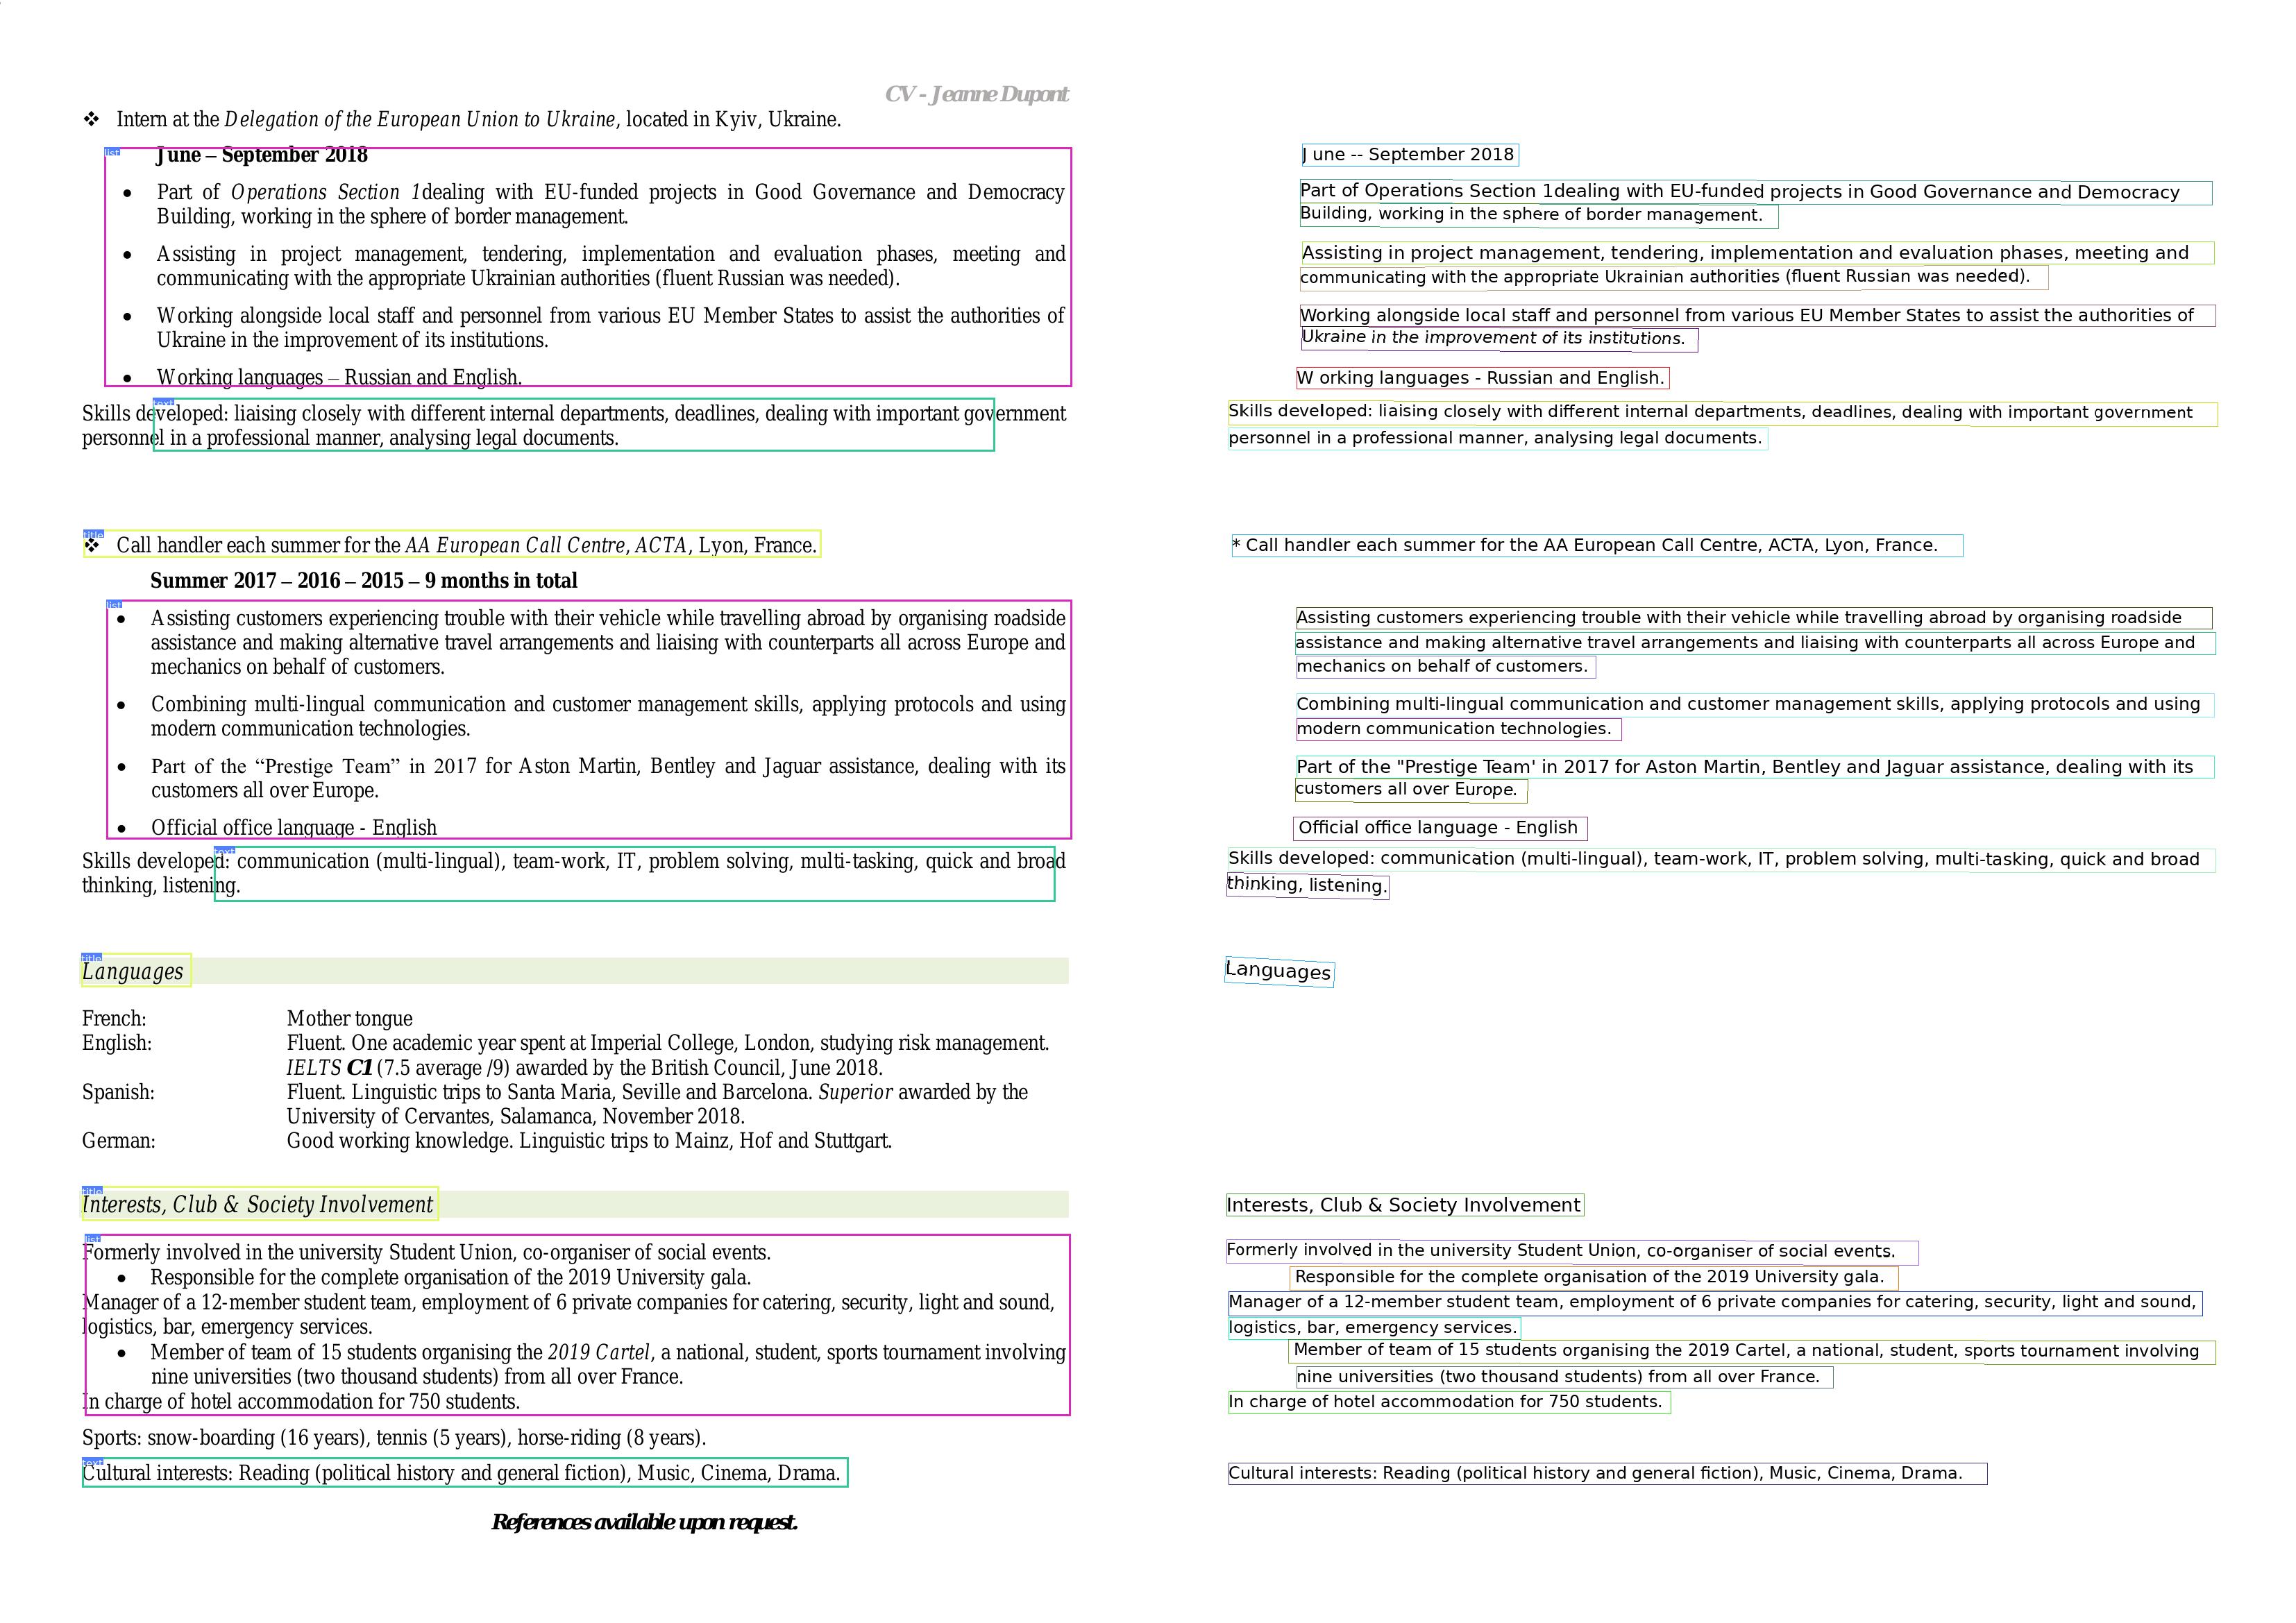 CV - Jeanne Dupont
❖ Intern at the Delegation of the European Union to Ukraine, located in Kyiv, Ukraine.
list
June – September 2018
• Part of Operations Section 1dealing with EU-funded projects in Good Governance and Democracy
Building, working in the sphere of border management.
• Assisting in project management, tendering, implementation and evaluation phases, meeting and
communicating with the appropriate Ukrainian authorities (fluent Russian was needed).
• Working alongside local staff and personnel from various EU Member States to assist the authorities of
Ukraine in the improvement of its institutions.
• Working languages – Russian and English.
text
Skills developed: liaising closely with different internal departments, deadlines, dealing with important government
personnel in a professional manner, analysing legal documents.
title
❖ Call handler each summer for the AA European Call Centre, ACTA, Lyon, France.
Summer 2017 – 2016 – 2015 – 9 months in total
list
• Assisting customers experiencing trouble with their vehicle while travelling abroad by organising roadside
assistance and making alternative travel arrangements and liaising with counterparts all across Europe and
mechanics on behalf of customers.
• Combining multi-lingual communication and customer management skills, applying protocols and using
modern communication technologies.
• Part of the “Prestige Team” in 2017 for Aston Martin, Bentley and Jaguar assistance, dealing with its
customers all over Europe.
• Official office language - English
text
Skills developed: communication (multi-lingual), team-work, IT, problem solving, multi-tasking, quick and broad
thinking, listening.
title
Languages
French: Mother tongue
English: Fluent. One academic year spent at Imperial College, London, studying risk management.
IELTS C1 (7.5 average /9) awarded by the British Council, June 2018.
Spanish: Fluent. Linguistic trips to Santa Maria, Seville and Barcelona. Superior awarded by the
University of Cervantes, Salamanca, November 2018.
German: Good working knowledge. Linguistic trips to Mainz, Hof and Stuttgart.
title
Interests, Club & Society Involvement
list
Formerly involved in the university Student Union, co-organiser of social events.
• Responsible for the complete organisation of the 2019 University gala.
Manager of a 12-member student team, employment of 6 private companies for catering, security, light and sound,
logistics, bar, emergency services.
• Member of team of 15 students organising the 2019 Cartel, a national, student, sports tournament involving
nine universities (two thousand students) from all over France.
In charge of hotel accommodation for 750 students.
Sports: snow-boarding (16 years), tennis (5 years), horse-riding (8 years).
text
Cultural interests: Reading (political history and general fiction), Music, Cinema, Drama.
References available upon request.
J une -- September 2018
Part of Operations Section 1dealing with EU-funded projects in Good Governance and Democracy
Building, working in the sphere of border management.
Assisting in project management, tendering, implementation and evaluation phases, meeting and
communicating with the appropriate Ukrainian authorities (fluent Russian was needed).
Working alongside local staff and personnel from various EU Member States to assist the authorities of
Ukraine in the improvement of its institutions.
W orking languages - Russian and English.
Skills developed: liaising closely with different internal departments, deadlines, dealing with important government
personnel in a professional manner, analysing legal documents.
* Call handler each summer for the AA European Call Centre, ACTA, Lyon, France.
Assisting customers experiencing trouble with their vehicle while travelling abroad by organising roadside
assistance and making alternative travel arrangements and liaising with counterparts all across Europe and
mechanics on behalf of customers.
Combining multi-lingual communication and customer management skills, applying protocols and using
modern communication technologies.
Part of the "Prestige Team' in 2017 for Aston Martin, Bentley and Jaguar assistance, dealing with its
customers all over Europe.
Official office language - English
Skills developed: communication (multi-lingual), team-work, IT, problem solving, multi-tasking, quick and broad
thinking, listening.
Languages
Interests, Club & Society Involvement
Formerly involved in the university Student Union, co-organiser of social events.
Responsible for the complete organisation of the 2019 University gala.
Manager of a 12-member student team, employment of 6 private companies for catering, security, light and sound,
logistics, bar, emergency services.
Member of team of 15 students organising the 2019 Cartel, a national, student, sports tournament involving
nine universities (two thousand students) from all over France.
In charge of hotel accommodation for 750 students.
Cultural interests: Reading (political history and general fiction), Music, Cinema, Drama.